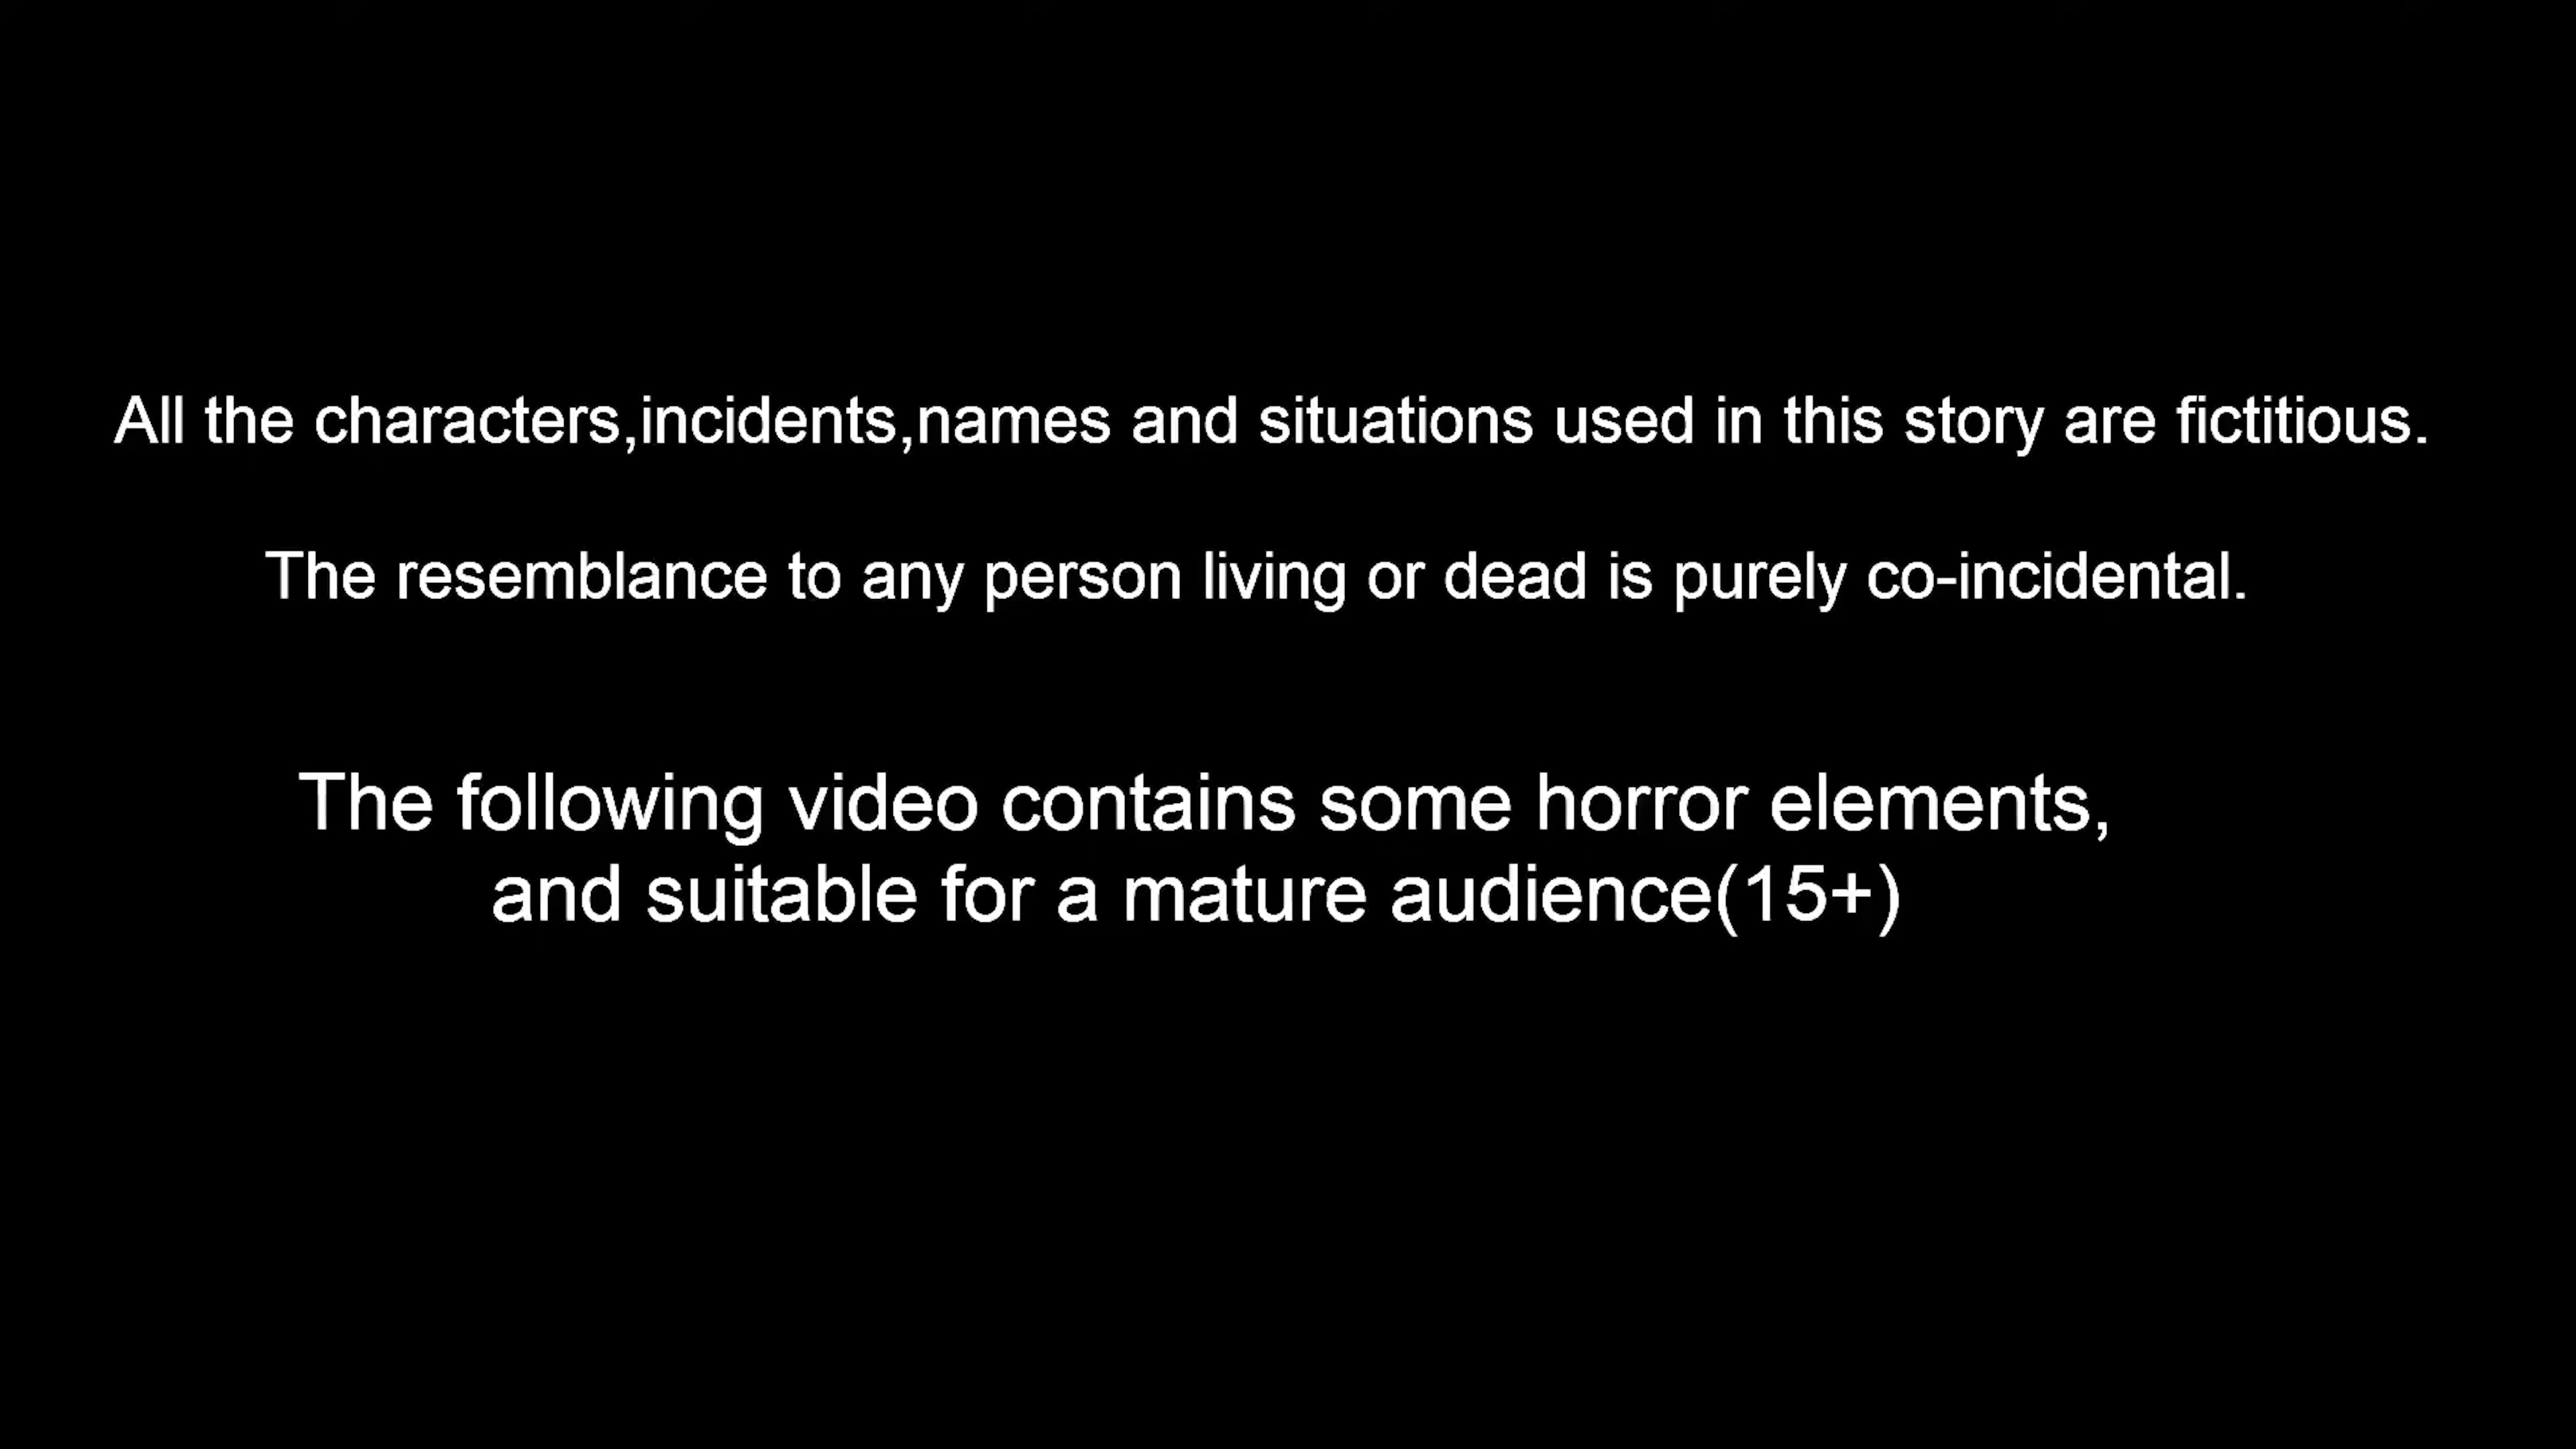 All the characters,incidents,names and situations used in this story are fictitious.
The resemblance to any person living or dead is purely co-incidental.
The following video contains some horror elements,
and suitable for a mature audience(15+)